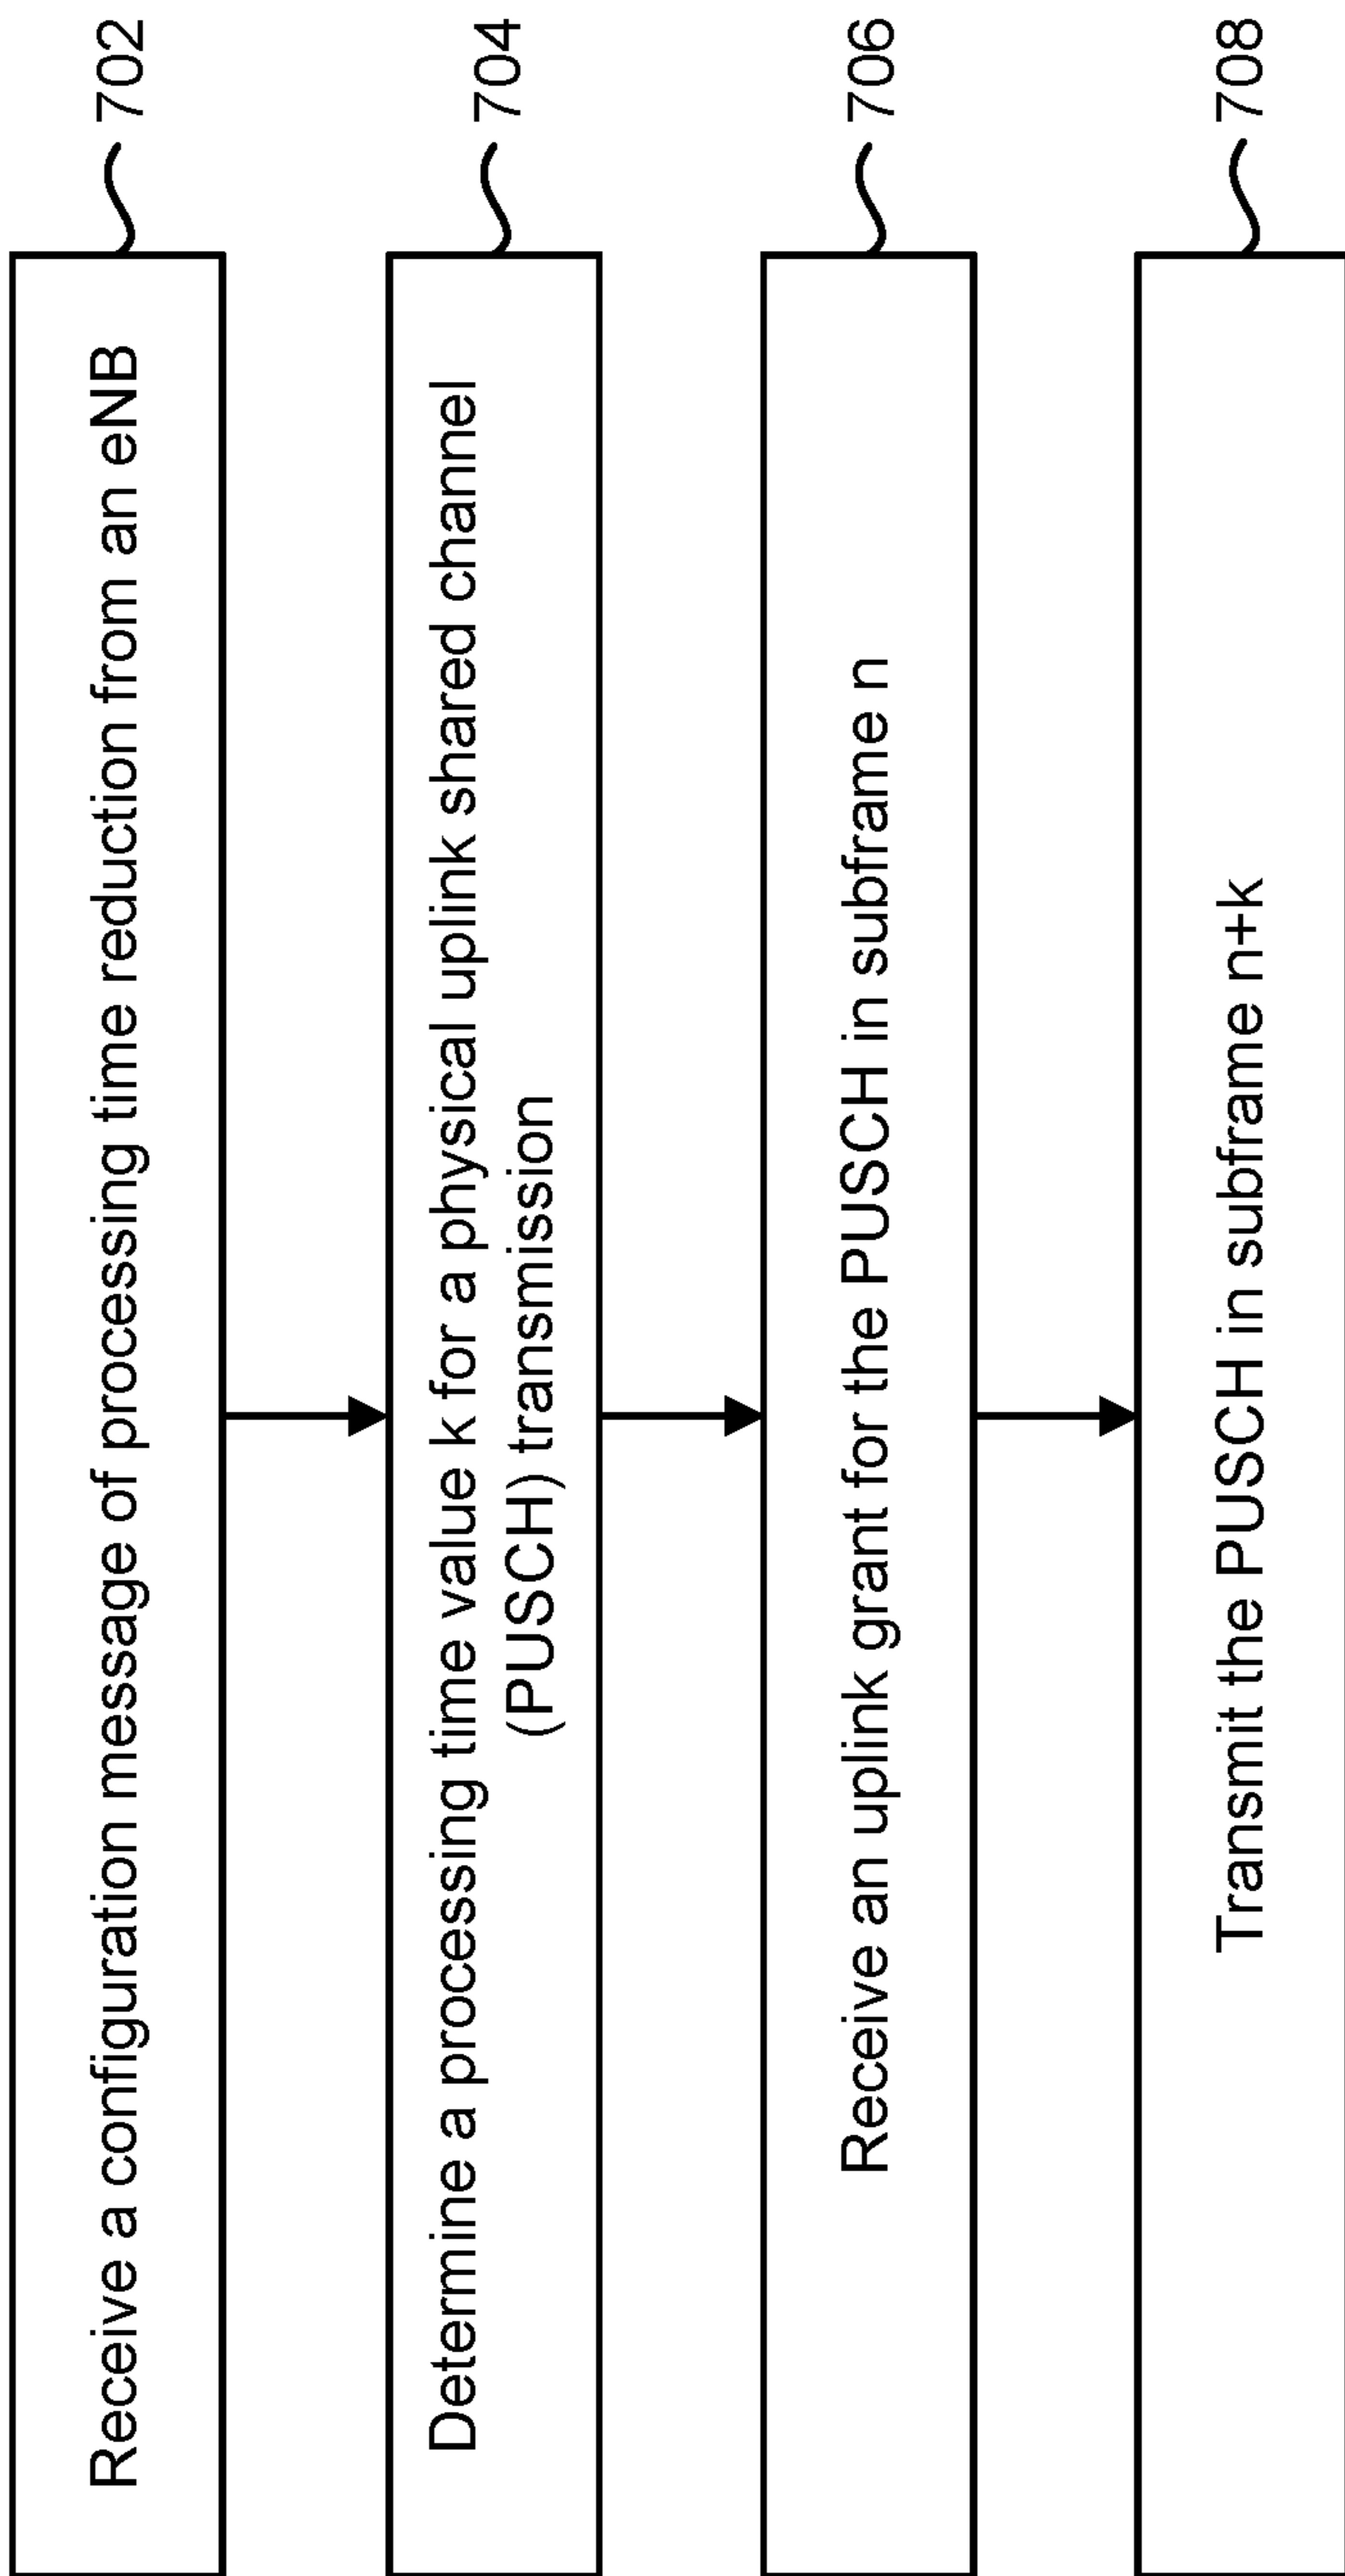 Receive a configuration message of processing time reduction from an eNB
702
Determine a processing time value k for a physical uplink shared channel
(PUSCH) transmission
704
Receive an uplink grant for the PUSCH in subframe n
706
Transmit the PUSCH in subframe n+k
708